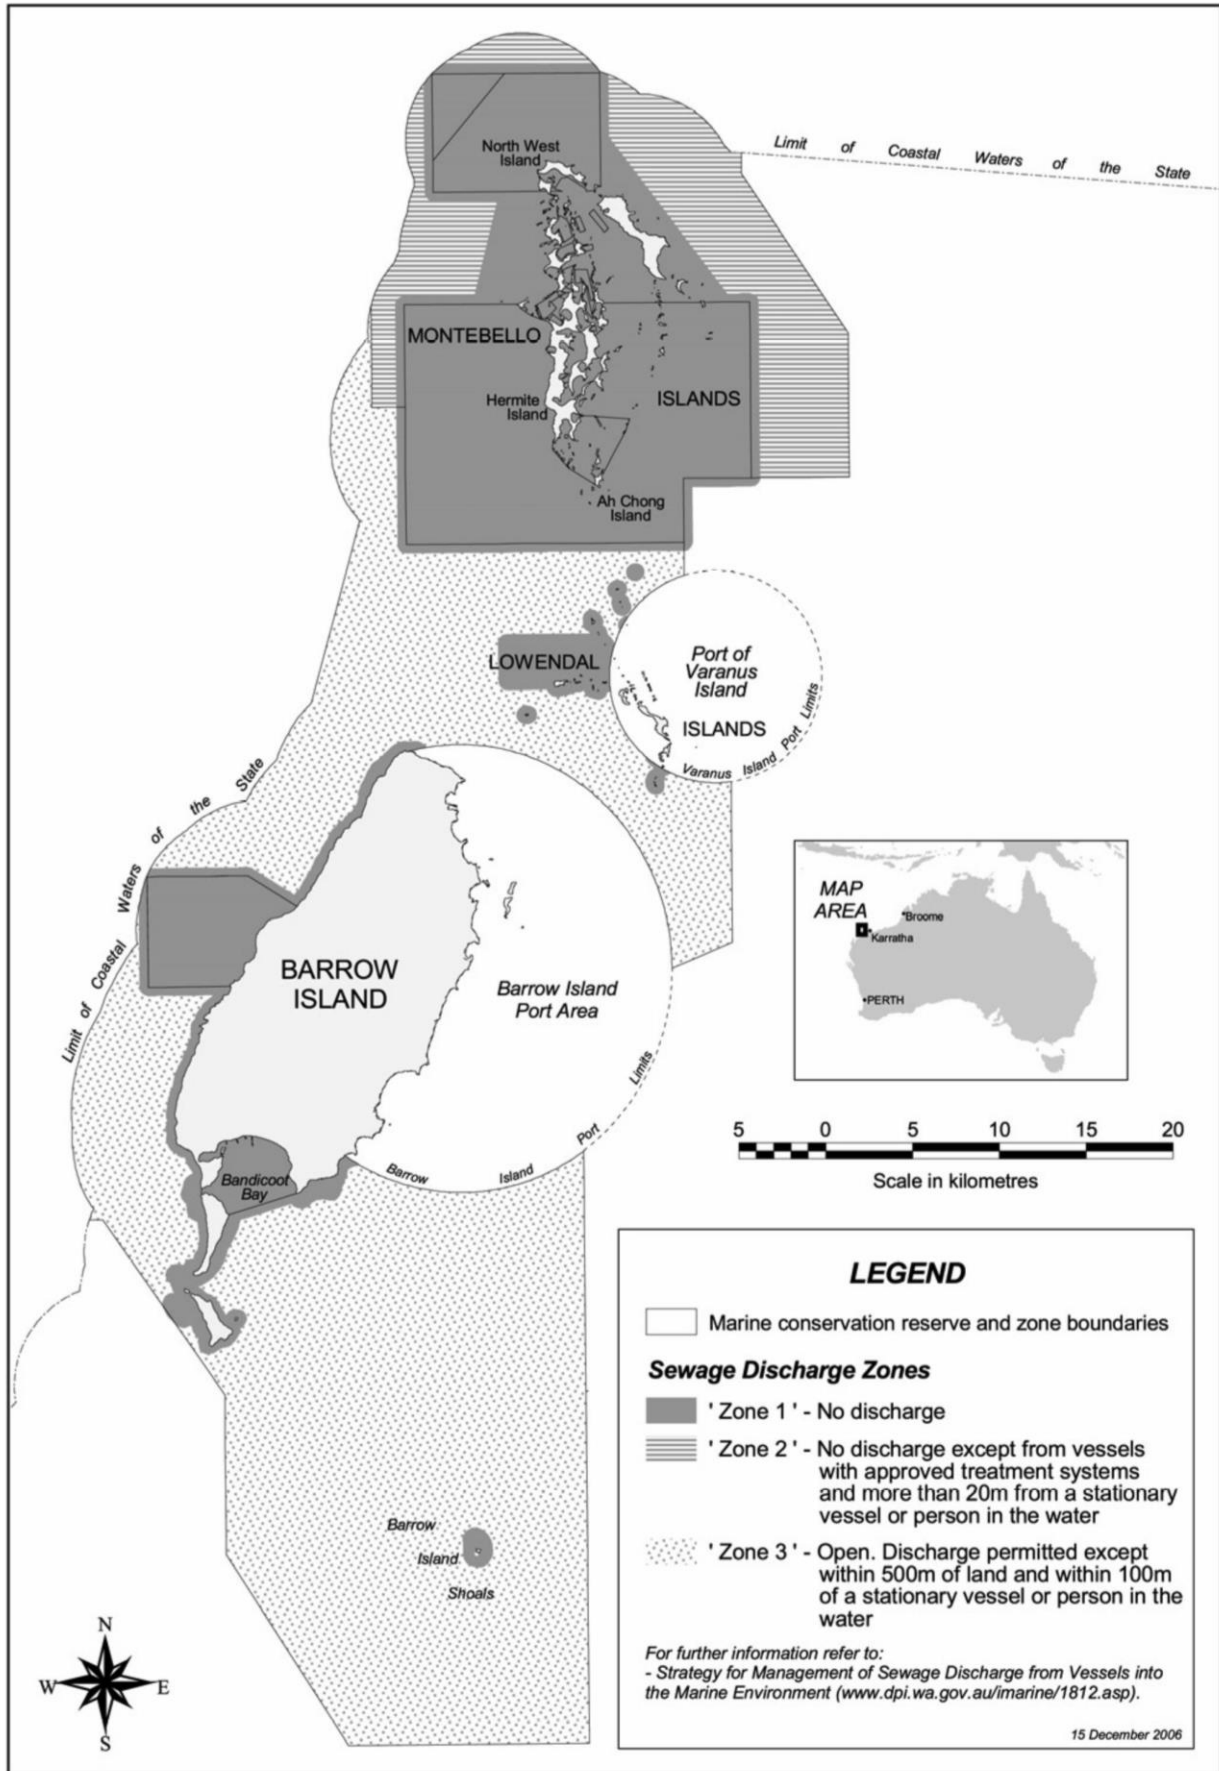 Limit of Coastal Waters of the State
North West
Island
MONTEBELLO
Hermite
Island
ISLANDS
Ah Chong
Island
LOWENDAL
Port of
Varanus
Island
ISLANDS
Varanus Island Port Limits
Limit of Coastal Waters of the State
BARROW
ISLAND
Barrow Island
Port Area
Barrow Island Port Limits
Bandicoot
Bay
Barrow
Island
Shoals
MAP
AREA
Broome
Karratha
PERTH
5 0 5 10 15 20
Scale in kilometres
LEGEND
Marine conservation reserve and zone boundaries
Sewage Discharge Zones
' Zone 1 ' - No discharge
' Zone 2 ' - No discharge except from vessels
with approved treatment systems
and more than 20m from a stationary
vessel or person in the water
' Zone 3 ' - Open. Discharge permitted except
within 500m of land and within 100m
of a stationary vessel or person in the
water
For further information refer to:
- Strategy for Management of Sewage Discharge from Vessels into
the Marine Environment (www.dpi.wa.gov.au/imarine/1812.asp).
15 December 2006
N
W E
S